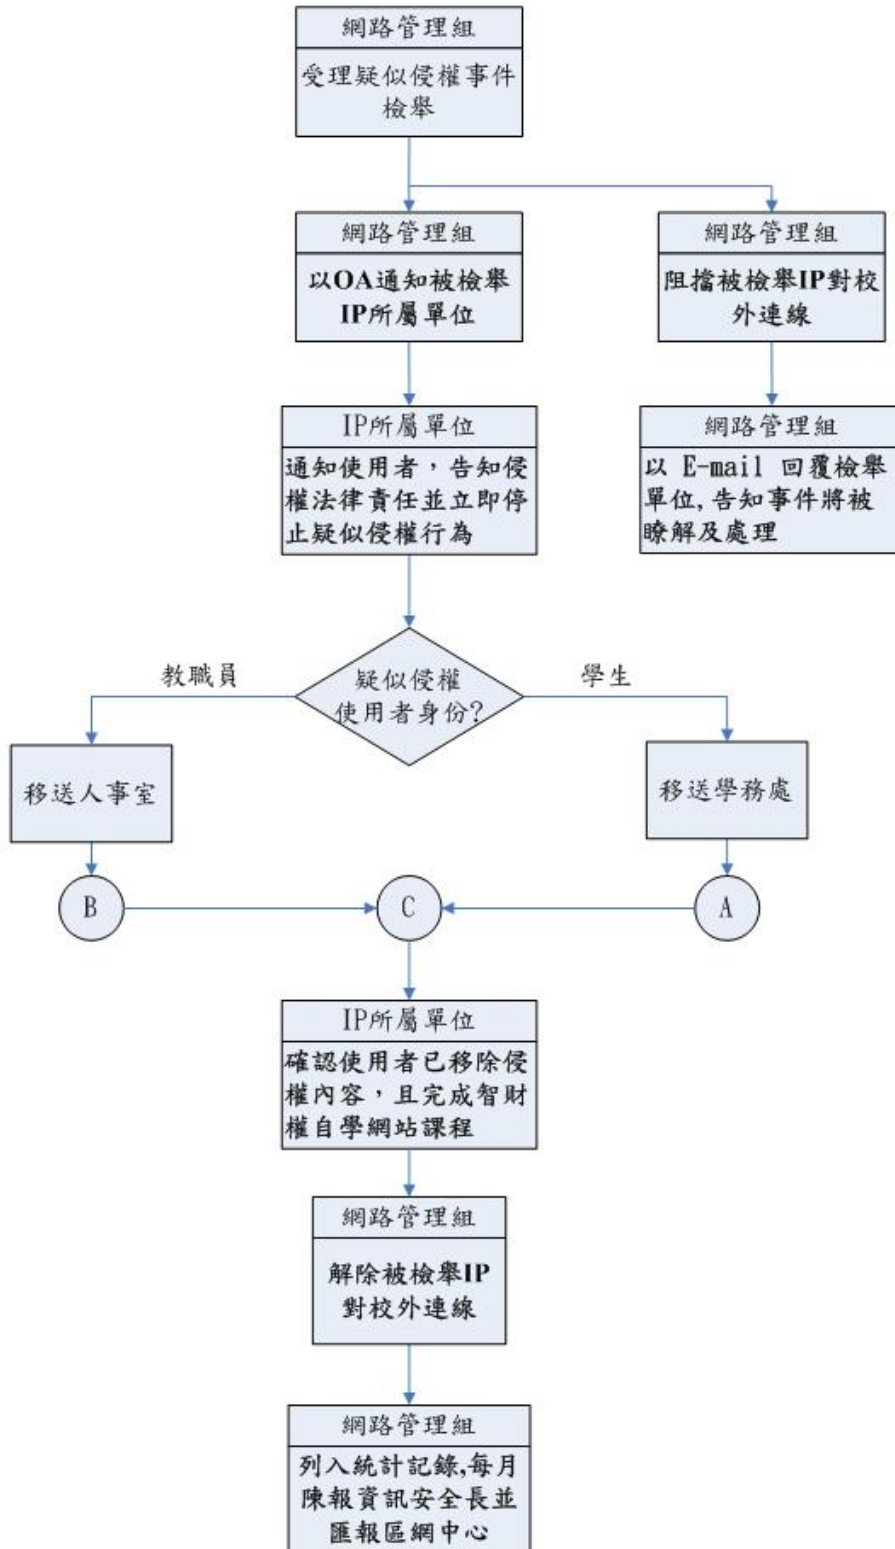 網路管理組
受理疑似侵權事件
檢舉
網路管理組
以OA通知被檢舉
IP所屬單位
網路管理組
阻擋被檢舉IP對校
外連線
IP所屬單位
通知使用者，告知侵
權法律責任並立即停
止疑似侵權行為
網路管理組
以 E-mail 回覆檢舉
單位,告知事件將被
瞭解及處理
疑似侵權
使用者身份?
教職員
學生
移送人事室
移送學務處
B
C
A
IP所屬單位
確認使用者已移除侵
權內容，且完成智財
權自學網站課程
網路管理組
解除被檢舉IP
對校外連線
網路管理組
列入統計記錄,每月
陳報資訊安全長並
匯報區網中心